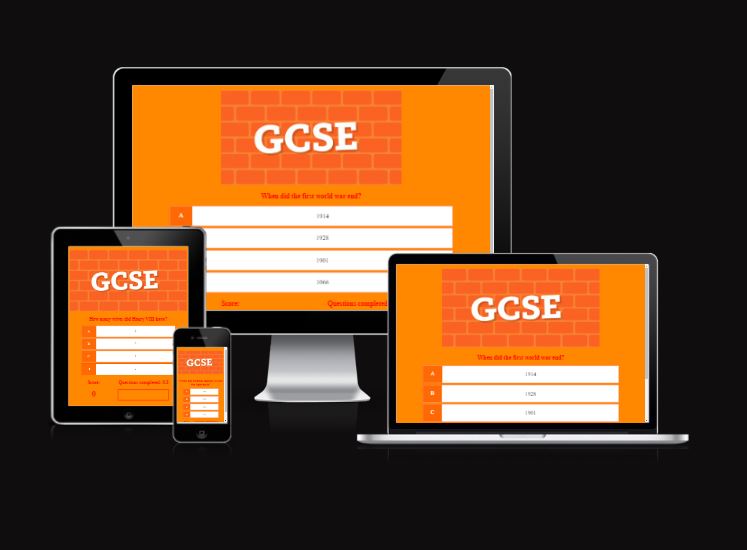 GCSE
When did the first world war end?
A
1914
1928
1901
1066
Score:
Questions completed
GCSE
How many wives did Henry VIII have?
Score:
Questions completed: 0/3
0
GCSE
GCSE
When did the first world war end?
A
1914
B
1928
C
1901